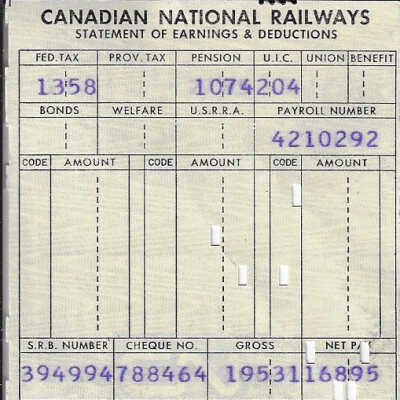 CANADIAN NATIONAL RAILWAYS
STATEMENT OF EARNINGS & DEDUCTIONS
FED. TAX PROV. TAX PENSION U.I.C. UNION BENEFIT
1358 1074204
BONDS WELFARE U.S.R.R.A. PAYROLL NUMBER
4210292
CODE AMOUNT CODE AMOUNT CODE AMOUNT
S.R.B. NUMBER CHEQUE NO. GROSS NET PAY
394994788464 1953116895